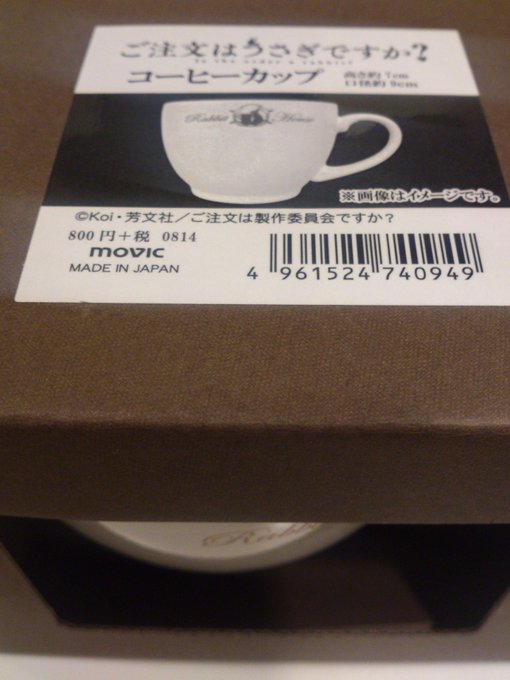 ご注文はうさぎですか?
Is the order a rabbit?
コーヒーカップ
高さ約7cm
口径約9cm
Rabbit House
※画像はイメージです。
©Koi・芳文社／ご注文は製作委員会ですか?
800円+税 0814
movic
MADE IN JAPAN
4 961524 740949
Rabb